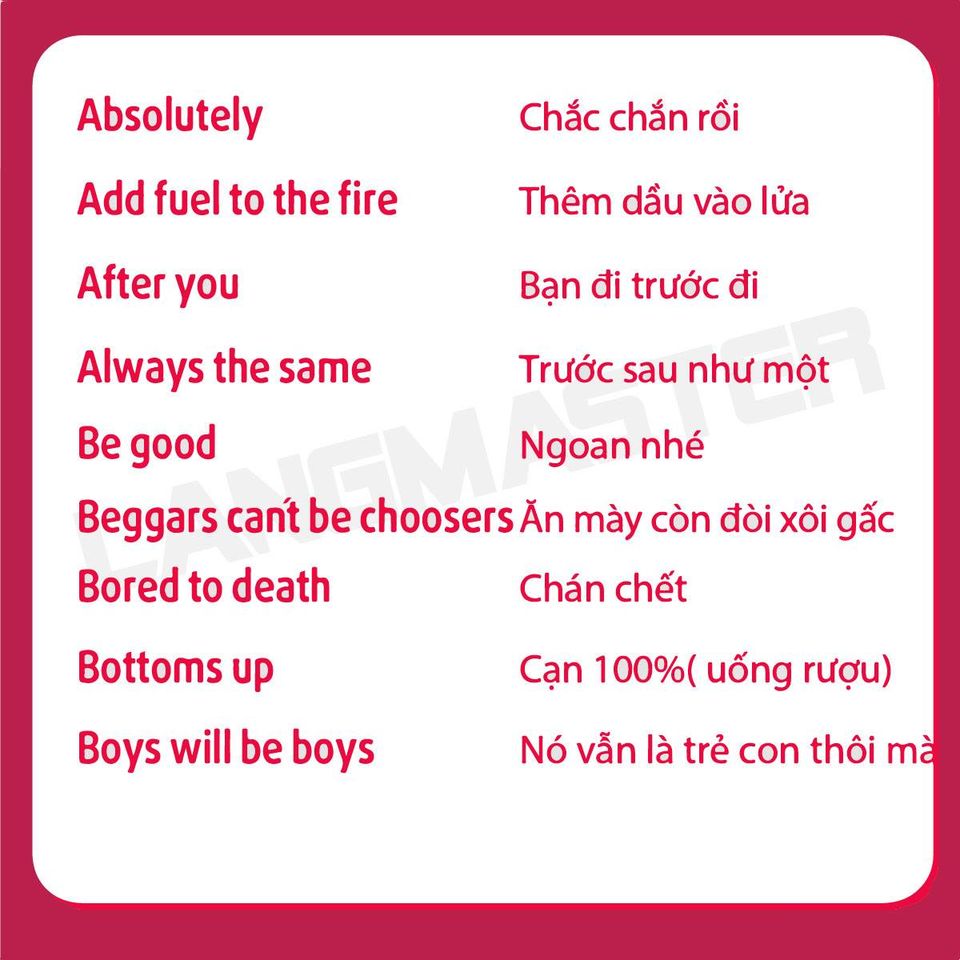 Absolutely Chắc chắn rồi
Add fuel to the fire Thêm dầu vào lửa
After you Bạn đi trước đi
Always the same Trước sau như một
Be good Ngoan nhé
Beggars can't be choosers Ăn mày còn đòi xôi gấc
Bored to death Chán chết
Bottoms up Cạn 100%( uống rượu)
Boys will be boys Nó vẫn là trẻ con thôi mà
LANGMASTER